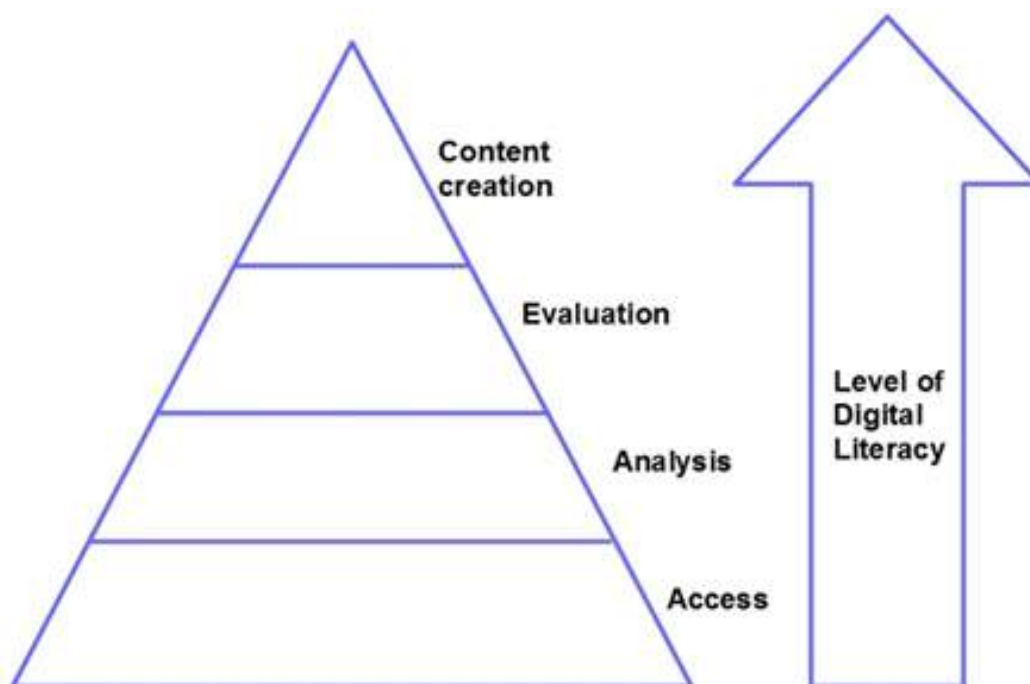 Content
creation
Evaluation
Analysis
Access
Level of
Digital
Literacy